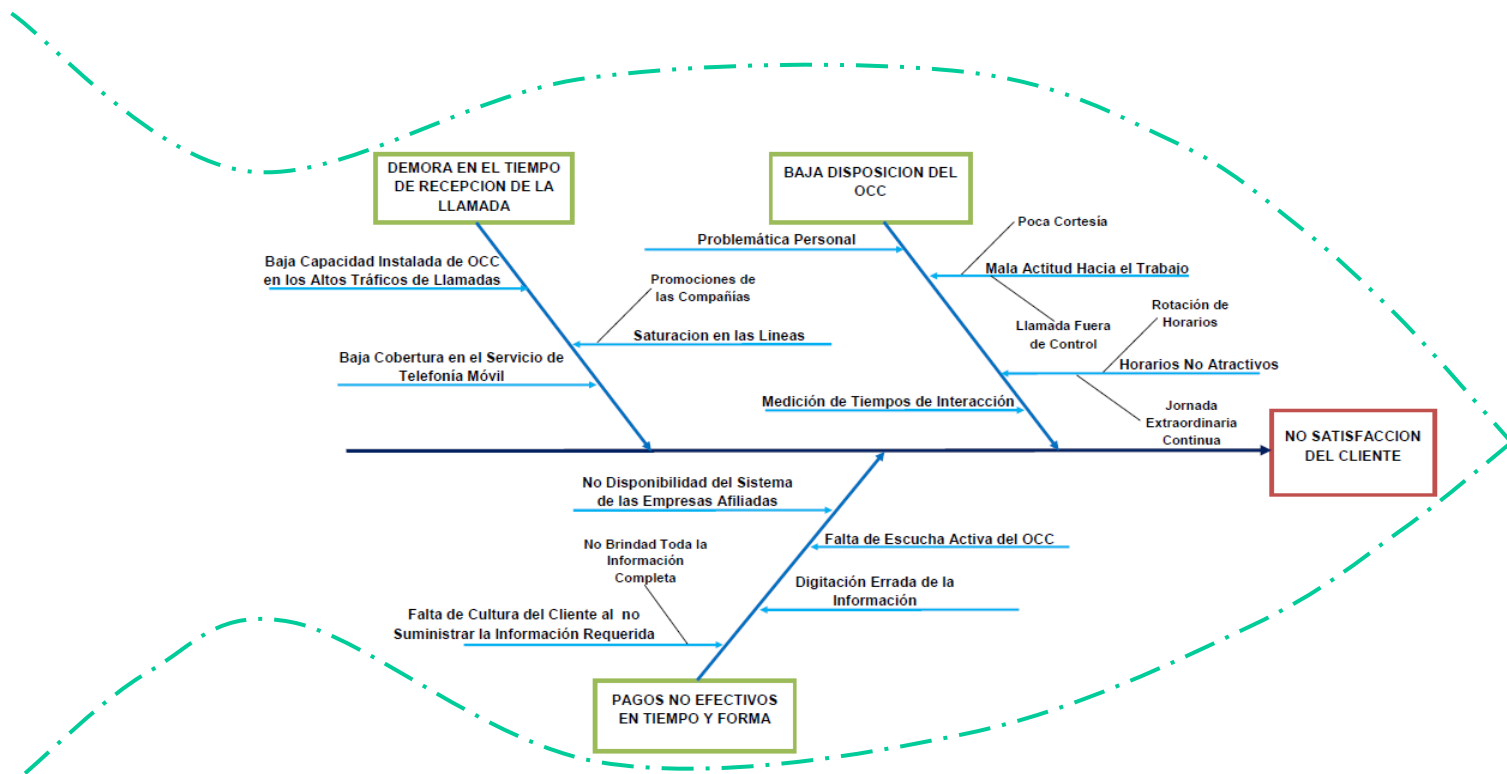 DEMORA EN EL TIEMPO
DE RECEPCION DE LA
LLAMADA
BAJA DISPOSICION DEL
OCC
Poca Cortesía
Problemática Personal
Baja Capacidad Instalada de OCC
en los Altos Tráficos de Llamadas
Mala Actitud Hacia el Trabajo
Promociones de
las Compañías
Rotación de
Horarios
Llamada Fuera
de Control
Saturacion en las Lineas
Baja Cobertura en el Servicio de
Telefonía Móvil
Horarios No Atractivos
Medición de Tiempos de Interacción
Jornada
Extraordinaria
Continua
NO SATISFACCION
DEL CLIENTE
No Disponibilidad del Sistema
de las Empresas Afiliadas
Falta de Escucha Activa del OCC
No Brindad Toda la
Información
Completa
Digitación Errada de la
Información
Falta de Cultura del Cliente al no
Suministrar la Información Requerida
PAGOS NO EFECTIVOS
EN TIEMPO Y FORMA